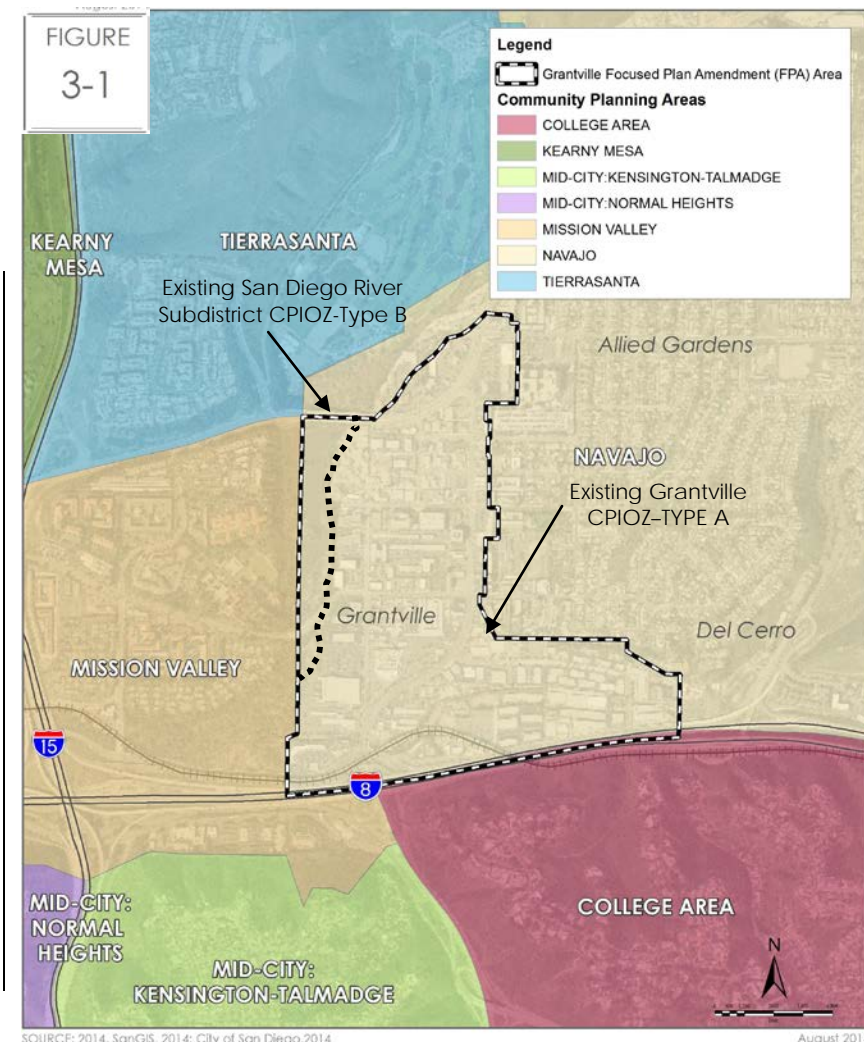 FIGURE
3-1
Legend
Grantville Focused Plan Amendment (FPA) Area
Community Planning Areas
COLLEGE AREA
KEARNY MESA
MID-CITY:KENSINGTON-TALMADGE
MID-CITY:NORMAL HEIGHTS
MISSION VALLEY
NAVAJO
TIERRASANTA
KEARNY
MESA
TIERRASANTA
Existing San Diego River
Subdistrict CPIOZ-Type B
Allied Gardens
NAVAJO
Existing Grantville
CPIOZ–TYPE A
Grantville
Del Cerro
MISSION VALLEY
15
8
MID-CITY:
NORMAL
HEIGHTS
COLLEGE AREA
MID-CITY:
KENSINGTON-TALMADGE
N
SOURCE: 2014, SanGIS, 2014; City of San Diego,2014
August 201